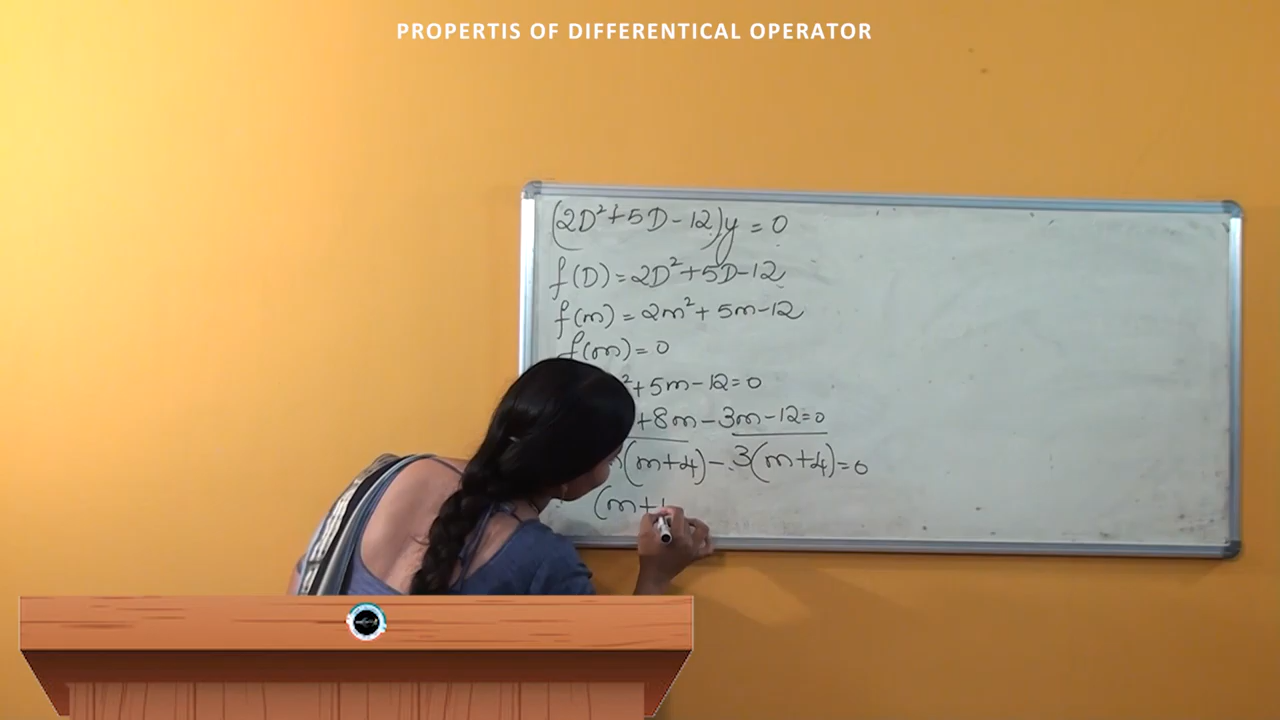 PROPERTIS OF DIFFERENTICAL OPERATOR
(2D²+5D-12)y = 0
f(D) = 2D²+5D-12
f(m) = 2m²+ 5m-12
f(m) = 0
²+5m-12=0
+8m-3m-12=0
(m+4)-3(m+4)=0
(m+